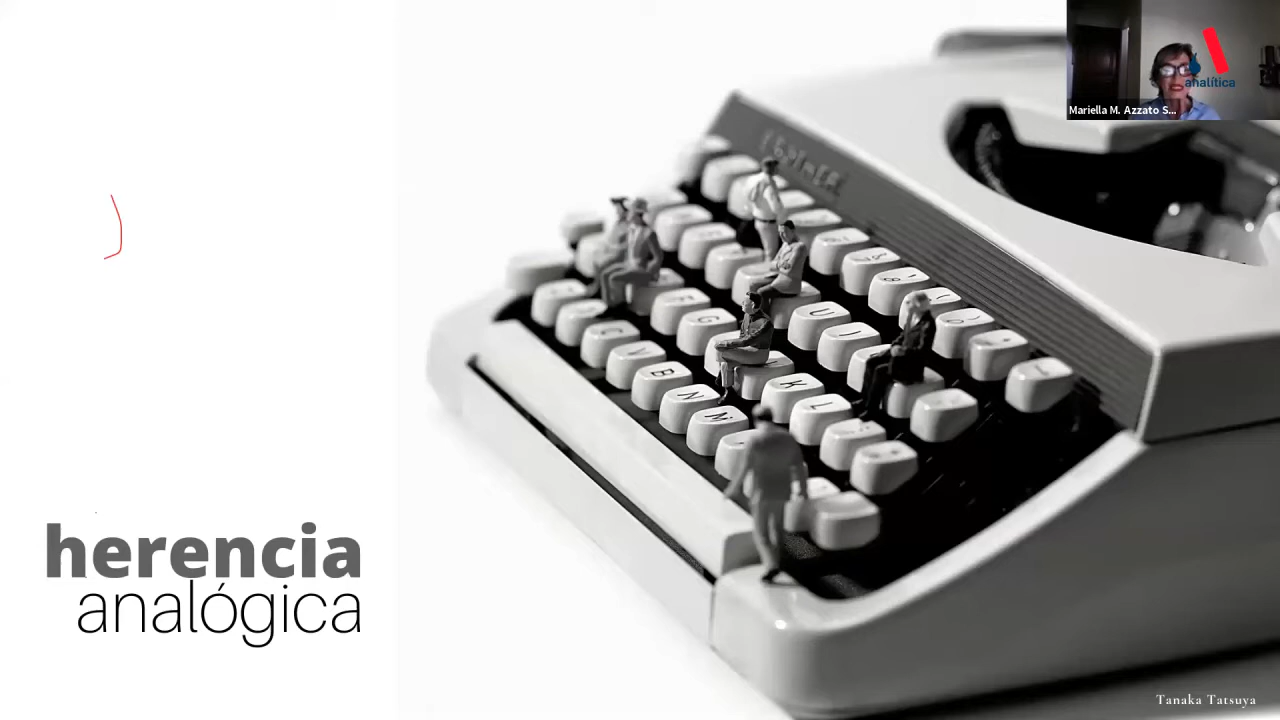 analítica
Mariella M. Azzato S...
U
J
G
K
L
C
V
B
N
Ñ
herencia
analógica
Tanaka Tatsuya